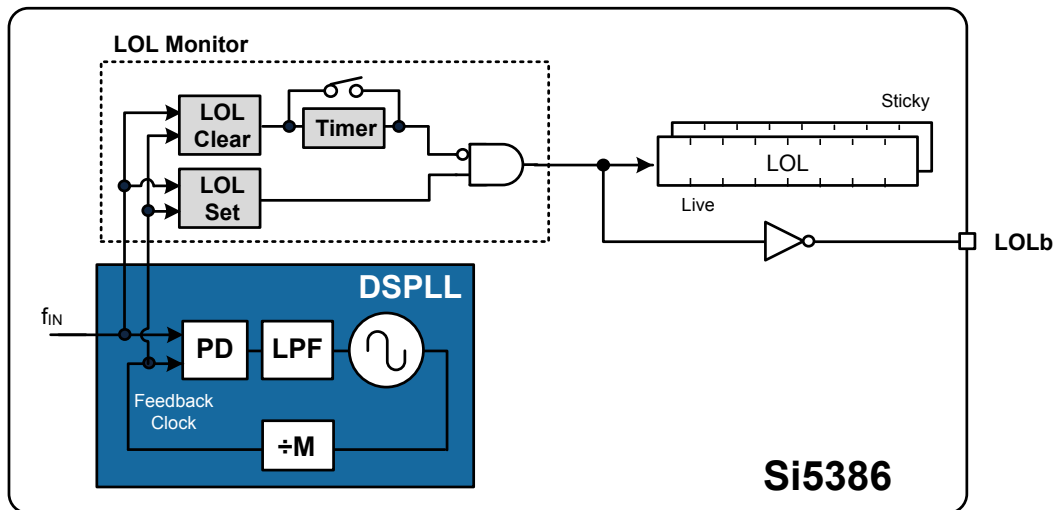 LOL Monitor
LOL
Clear
Timer
LOL
Set
Sticky
LOL
Live
LOLb
DSPLL
fIN
PD
LPF
Feedback
Clock
÷M
Si5386